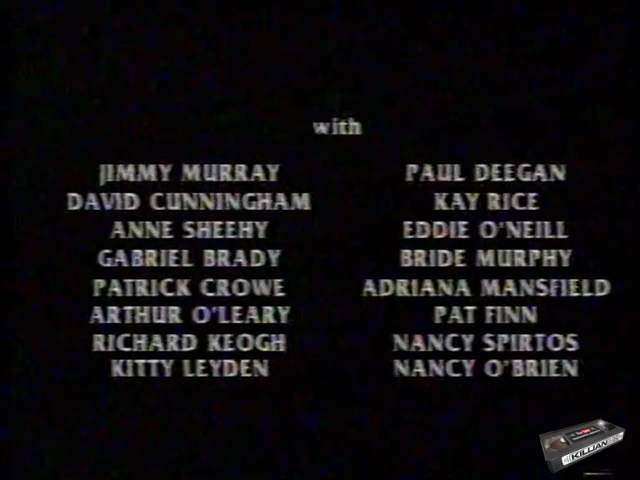 with
JIMMY MURRAY
DAVID CUNNINGHAM
ANNE SHEEHY
GABRIEL BRADY
PATRICK CROWE
ARTHUR O'LEARY
RICHARD KEOGH
KITTY LEYDEN
PAUL DEEGAN
KAY RICE
EDDIE O'NEILL
BRIDE MURPHY
ADRIANA MANSFIELD
PAT FINN
NANCY SPIRTOS
NANCY O'BRIEN
KILLIAN